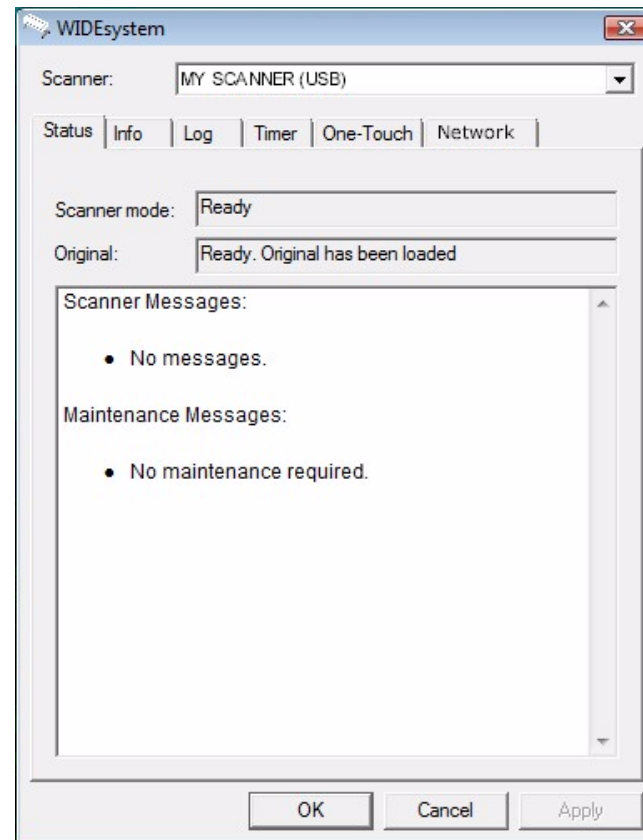 WIDEsystem
Scanner: MY SCANNER (USB)
Status Info Log Timer One-Touch Network
Scanner mode: Ready
Original: Ready. Original has been loaded
Scanner Messages:
• No messages.
Maintenance Messages:
• No maintenance required.
OK Cancel Apply